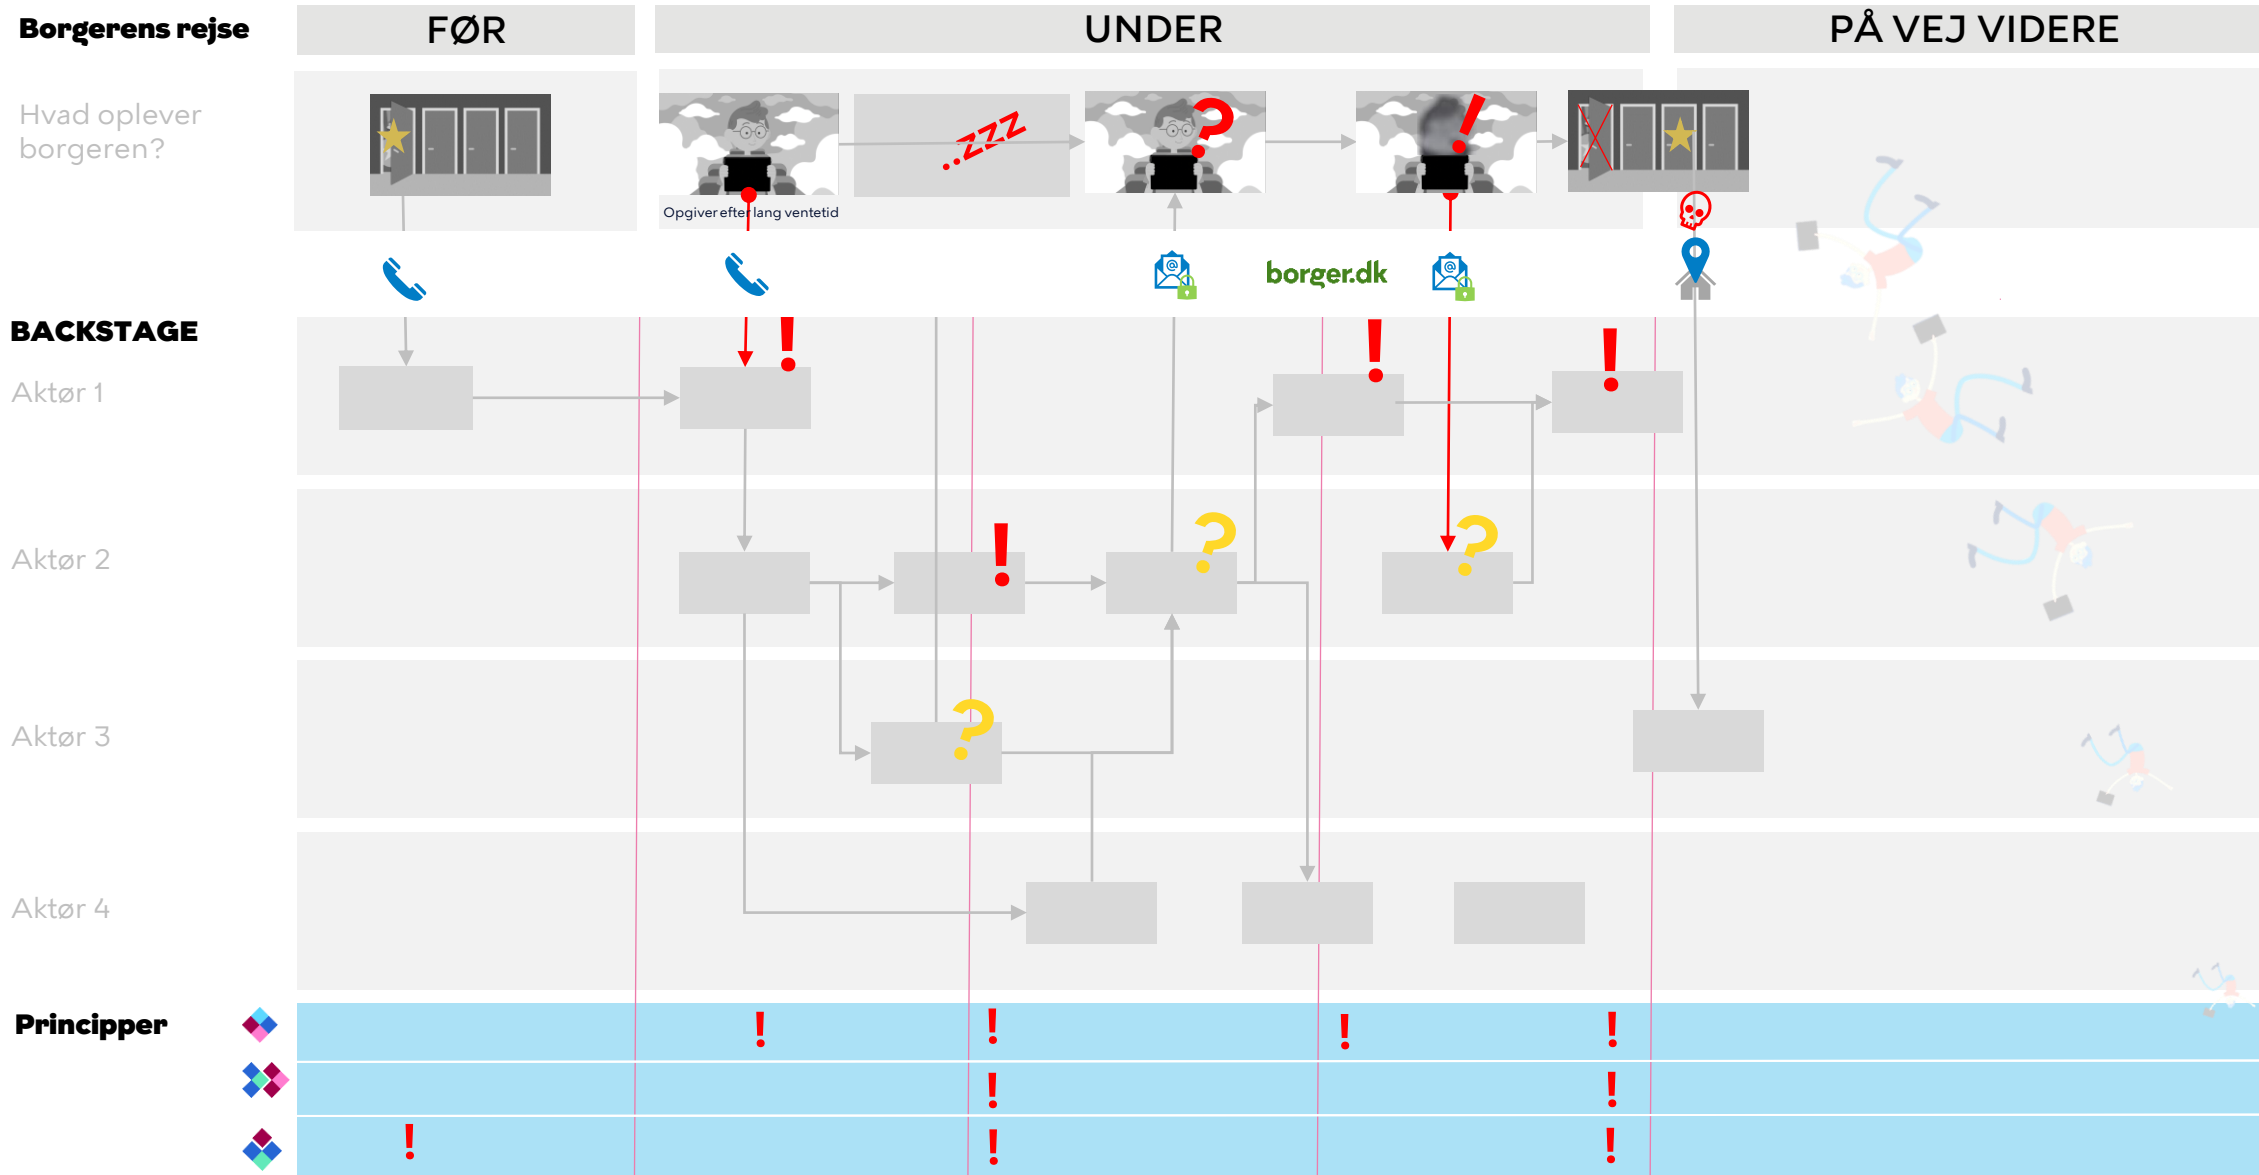 Borgerens rejse
FØR
UNDER
PÅ VEJ VIDERE
Hvad oplever
borgeren?
..zzz
?
!
Opgiver efter lang ventetid
borger.dk
BACKSTAGE
! ! !
Aktør 1
! ? ?
Aktør 2
?
Aktør 3
Aktør 4
Principper
! ! ! !
! !
! ! !